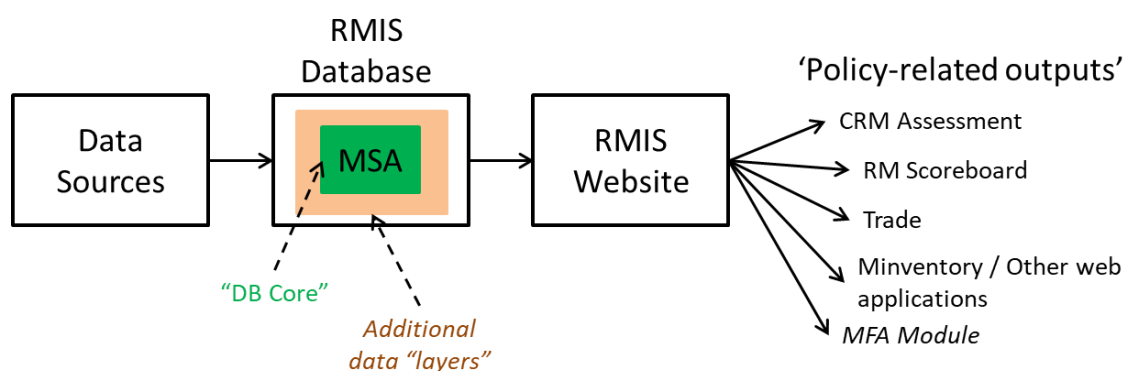 RMIS
Database
'Policy-related outputs'
Data
Sources
MSA
RMIS
Website
CRM Assessment
RM Scoreboard
Trade
Minventory / Other web
applications
MFA Module
“DB Core”
Additional
data “layers”